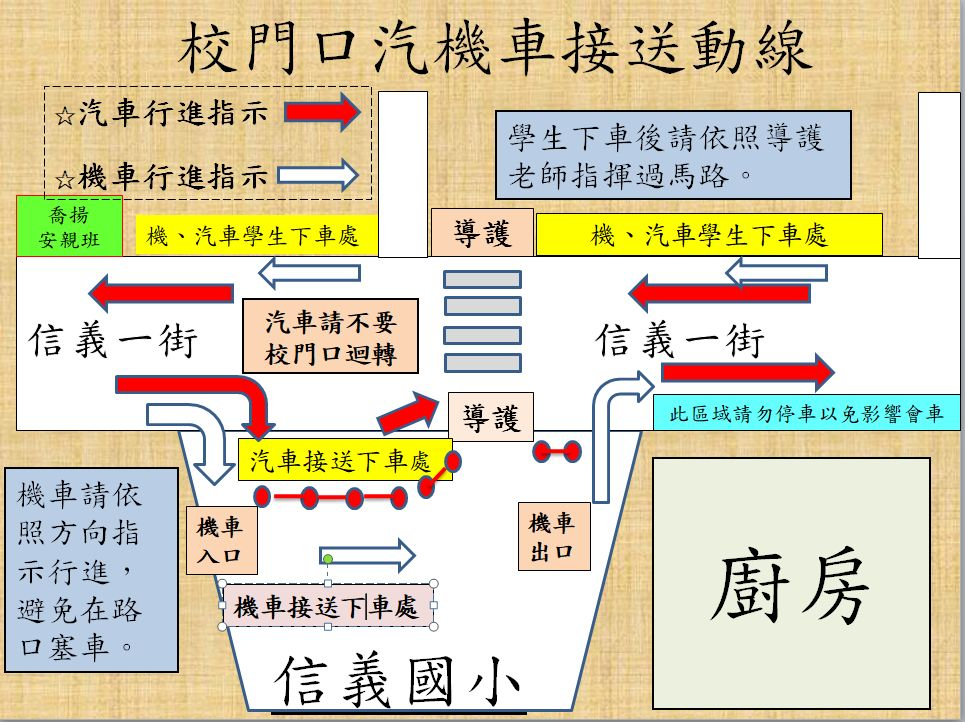 校門口汽機車接送動線
☆汽車行進指示
☆機車行進指示
學生下車後請依照導護
老師指揮過馬路。
喬揚
安親班
機、汽車學生下車處
導護
機、汽車學生下車處
信義一街
汽車請不要
校門口迴轉
信義一街
導護
此區域請勿停車以免影響會車
汽車接送下車處
機車請依
照方向指
示行進，
避免在路
口塞車。
機車
入口
機車
出口
機車接送下車處
廚房
信義國小